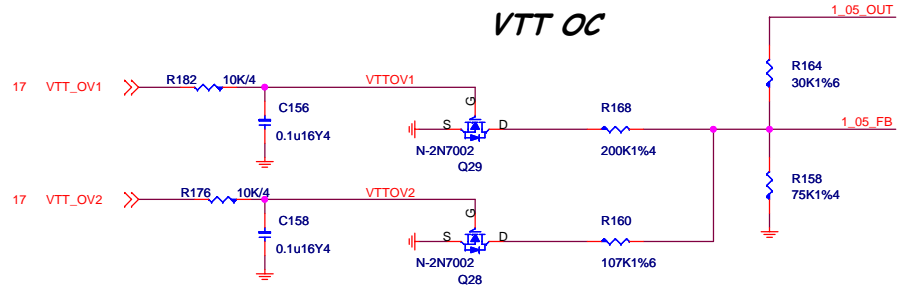 VTT OC
1_05_OUT
R164
30K1%6
17 VTT_OV1
R182 10K/4
VTTOV1
C156
0.1u16Y4
G
S
D
N-2N7002
Q29
R168
200K1%4
1_05_FB
R158
75K1%4
17 VTT_OV2
R176 10K/4
VTTOV2
C158
0.1u16Y4
G
S
D
N-2N7002
Q28
R160
107K1%6